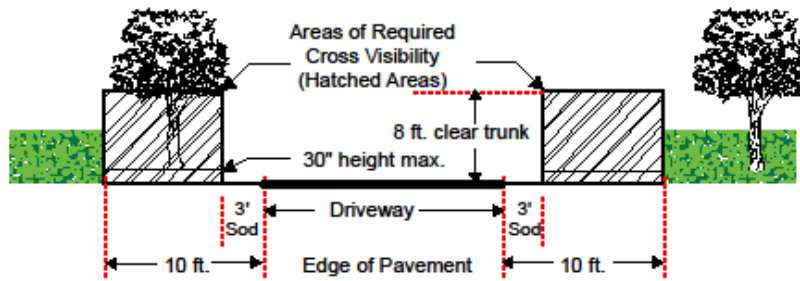 Areas of Required
Cross Visibility
(Hatched Areas)
8 ft. clear trunk
30" height max.
3'
Sod
Driveway
3'
Sod
10 ft.
Edge of Pavement
10 ft.